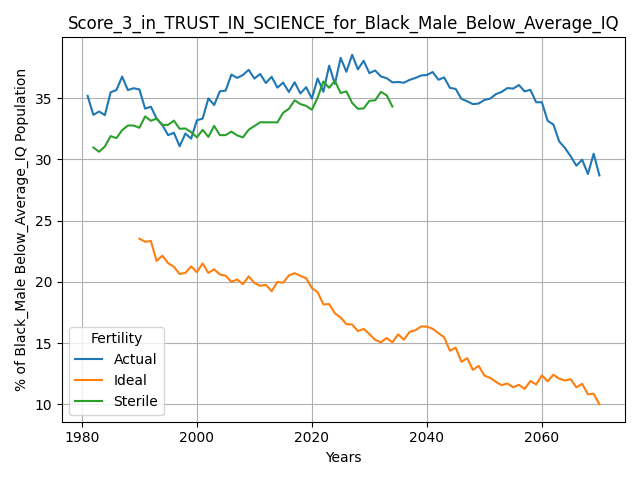 Score_3_in_TRUST_IN_SCIENCE_for_Black_Male_Below_Average_IQ
% of Black_Male Below_Average_IQ Population
35
30
25
20
15
10
Fertility
Actual
Ideal
Sterile
1980 2000 2020 2040 2060
Years